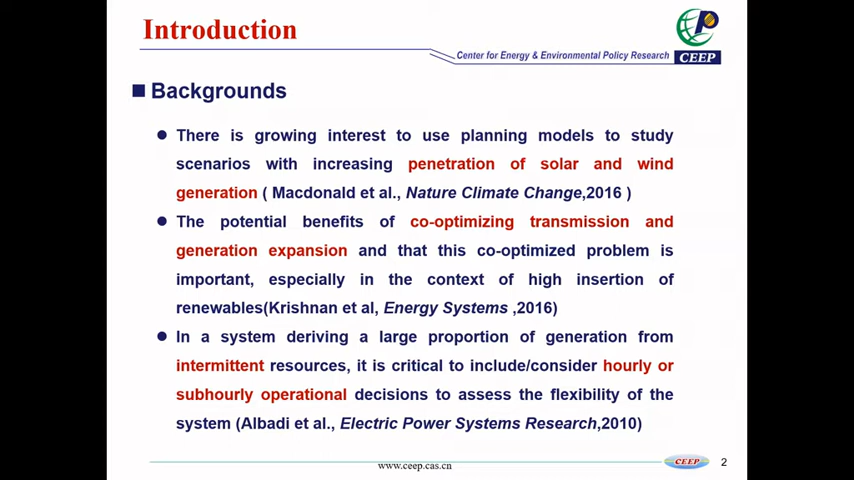 Introduction
Center for Energy & Environmental Policy Research
P
CEEP
Backgrounds
There is growing interest to use planning models to study
scenarios with increasing penetration of solar and wind
generation ( Macdonald et al., Nature Climate Change,2016 )
The potential benefits of co-optimizing transmission and
generation expansion and that this co-optimized problem is
important, especially in the context of high insertion of
renewables(Krishnan et al, Energy Systems ,2016)
In a system deriving a large proportion of generation from
intermittent resources, it is critical to include/consider hourly or
subhourly operational decisions to assess the flexibility of the
system (Albadi et al., Electric Power Systems Research,2010)
www.ceep.cas.cn
CEEP
2